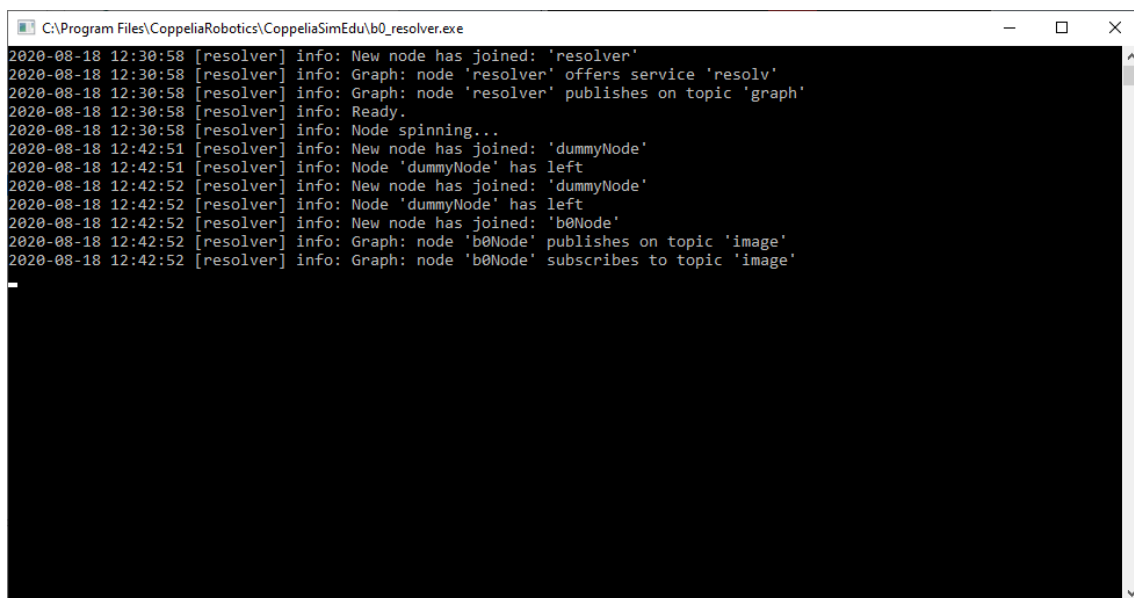 C:\Program Files\CoppeliaRobotics\CoppeliaSimEdu\b0_resolver.exe
2020-08-18 12:30:58 [resolver] info: New node has joined: 'resolver'
2020-08-18 12:30:58 [resolver] info: Graph: node 'resolver' offers service 'resolv'
2020-08-18 12:30:58 [resolver] info: Graph: node 'resolver' publishes on topic 'graph'
2020-08-18 12:30:58 [resolver] info: Ready.
2020-08-18 12:30:58 [resolver] info: Node spinning...
2020-08-18 12:42:51 [resolver] info: New node has joined: 'dummyNode'
2020-08-18 12:42:51 [resolver] info: Node 'dummyNode' has left
2020-08-18 12:42:52 [resolver] info: New node has joined: 'dummyNode'
2020-08-18 12:42:52 [resolver] info: Node 'dummyNode' has left
2020-08-18 12:42:52 [resolver] info: New node has joined: 'b0Node'
2020-08-18 12:42:52 [resolver] info: Graph: node 'b0Node' publishes on topic 'image'
2020-08-18 12:42:52 [resolver] info: Graph: node 'b0Node' subscribes to topic 'image'